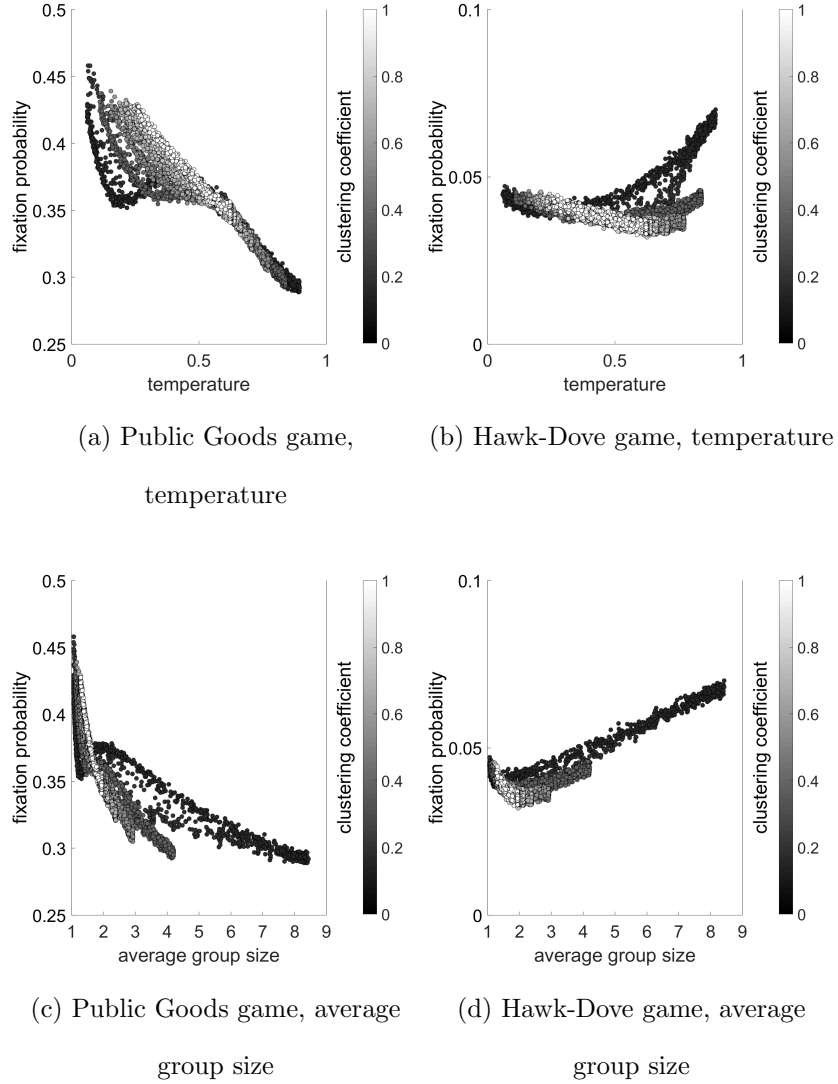 0.5
0.45
0.4
0.35
0.3
0.25
fixation probability
0
0.5
1
temperature
1
0.8
0.6
0.4
0.2
0
clustering coefficient
0.1
0.05
0
fixation probability
0
0.5
1
temperature
1
0.8
0.6
0.4
0.2
0
clustering coefficient
(a) Public Goods game,
temperature
(b) Hawk-Dove game, temperature
0.5
0.45
0.4
0.35
0.3
0.25
fixation probability
1 2 3 4 5 6 7 8 9
average group size
1
0.8
0.6
0.4
0.2
0
clustering coefficient
0.1
0.05
0
fixation probability
1 2 3 4 5 6 7 8 9
average group size
1
0.8
0.6
0.4
0.2
0
clustering coefficient
(c) Public Goods game, average
group size
(d) Hawk-Dove game, average
group size